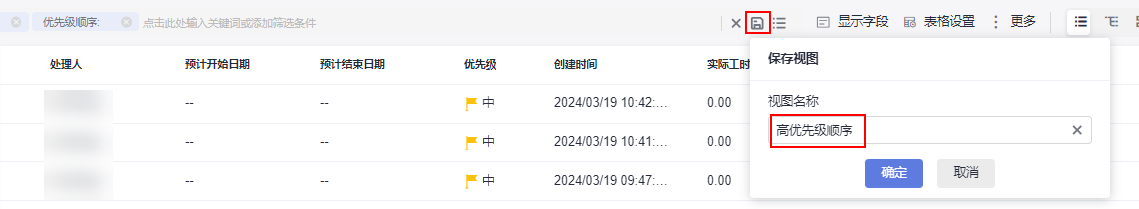 优先级顺序: 点击此处输入关键词或添加筛选条件 显示字段 表格设置 更多
保存视图
处理人 预计开始日期 预计结束日期 优先级 创建时间 实际工时
视图名称
-- -- 中 2024/03/19 10:42:... 0.00
高优先级顺序
-- -- 中 2024/03/19 10:41:... 0.00
确定 取消
-- -- 中 2024/03/19 09:47:... 0.00